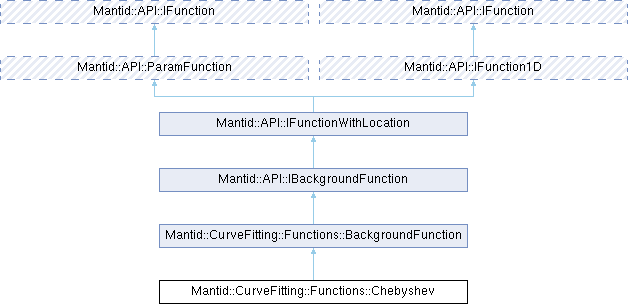 Mantid::API::IFunction Mantid::API::IFunction
Mantid::API::ParamFunction Mantid::API::IFunction1D
Mantid::API::IFunctionWithLocation
Mantid::API::IBackgroundFunction
Mantid::CurveFitting::Functions::BackgroundFunction
Mantid::CurveFitting::Functions::Chebyshev